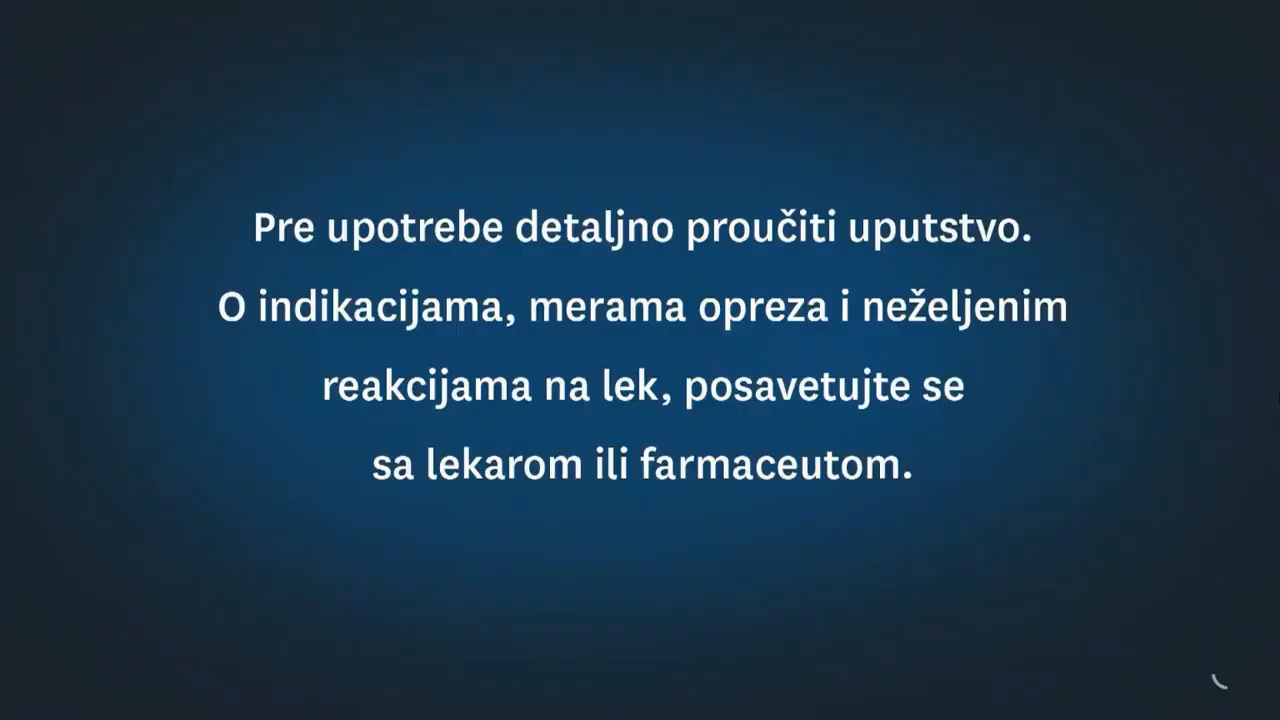 Pre upotrebe detaljno proučiti uputstvo.
O indikacijama, merama opreza i neželjenim
reakcijama na lek, posavetujte se
sa lekarom ili farmaceutom.